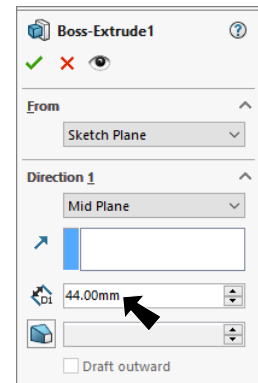 Boss-Extrude1
From
Sketch Plane
Direction 1
Mid Plane
D1
44.00mm
Draft outward